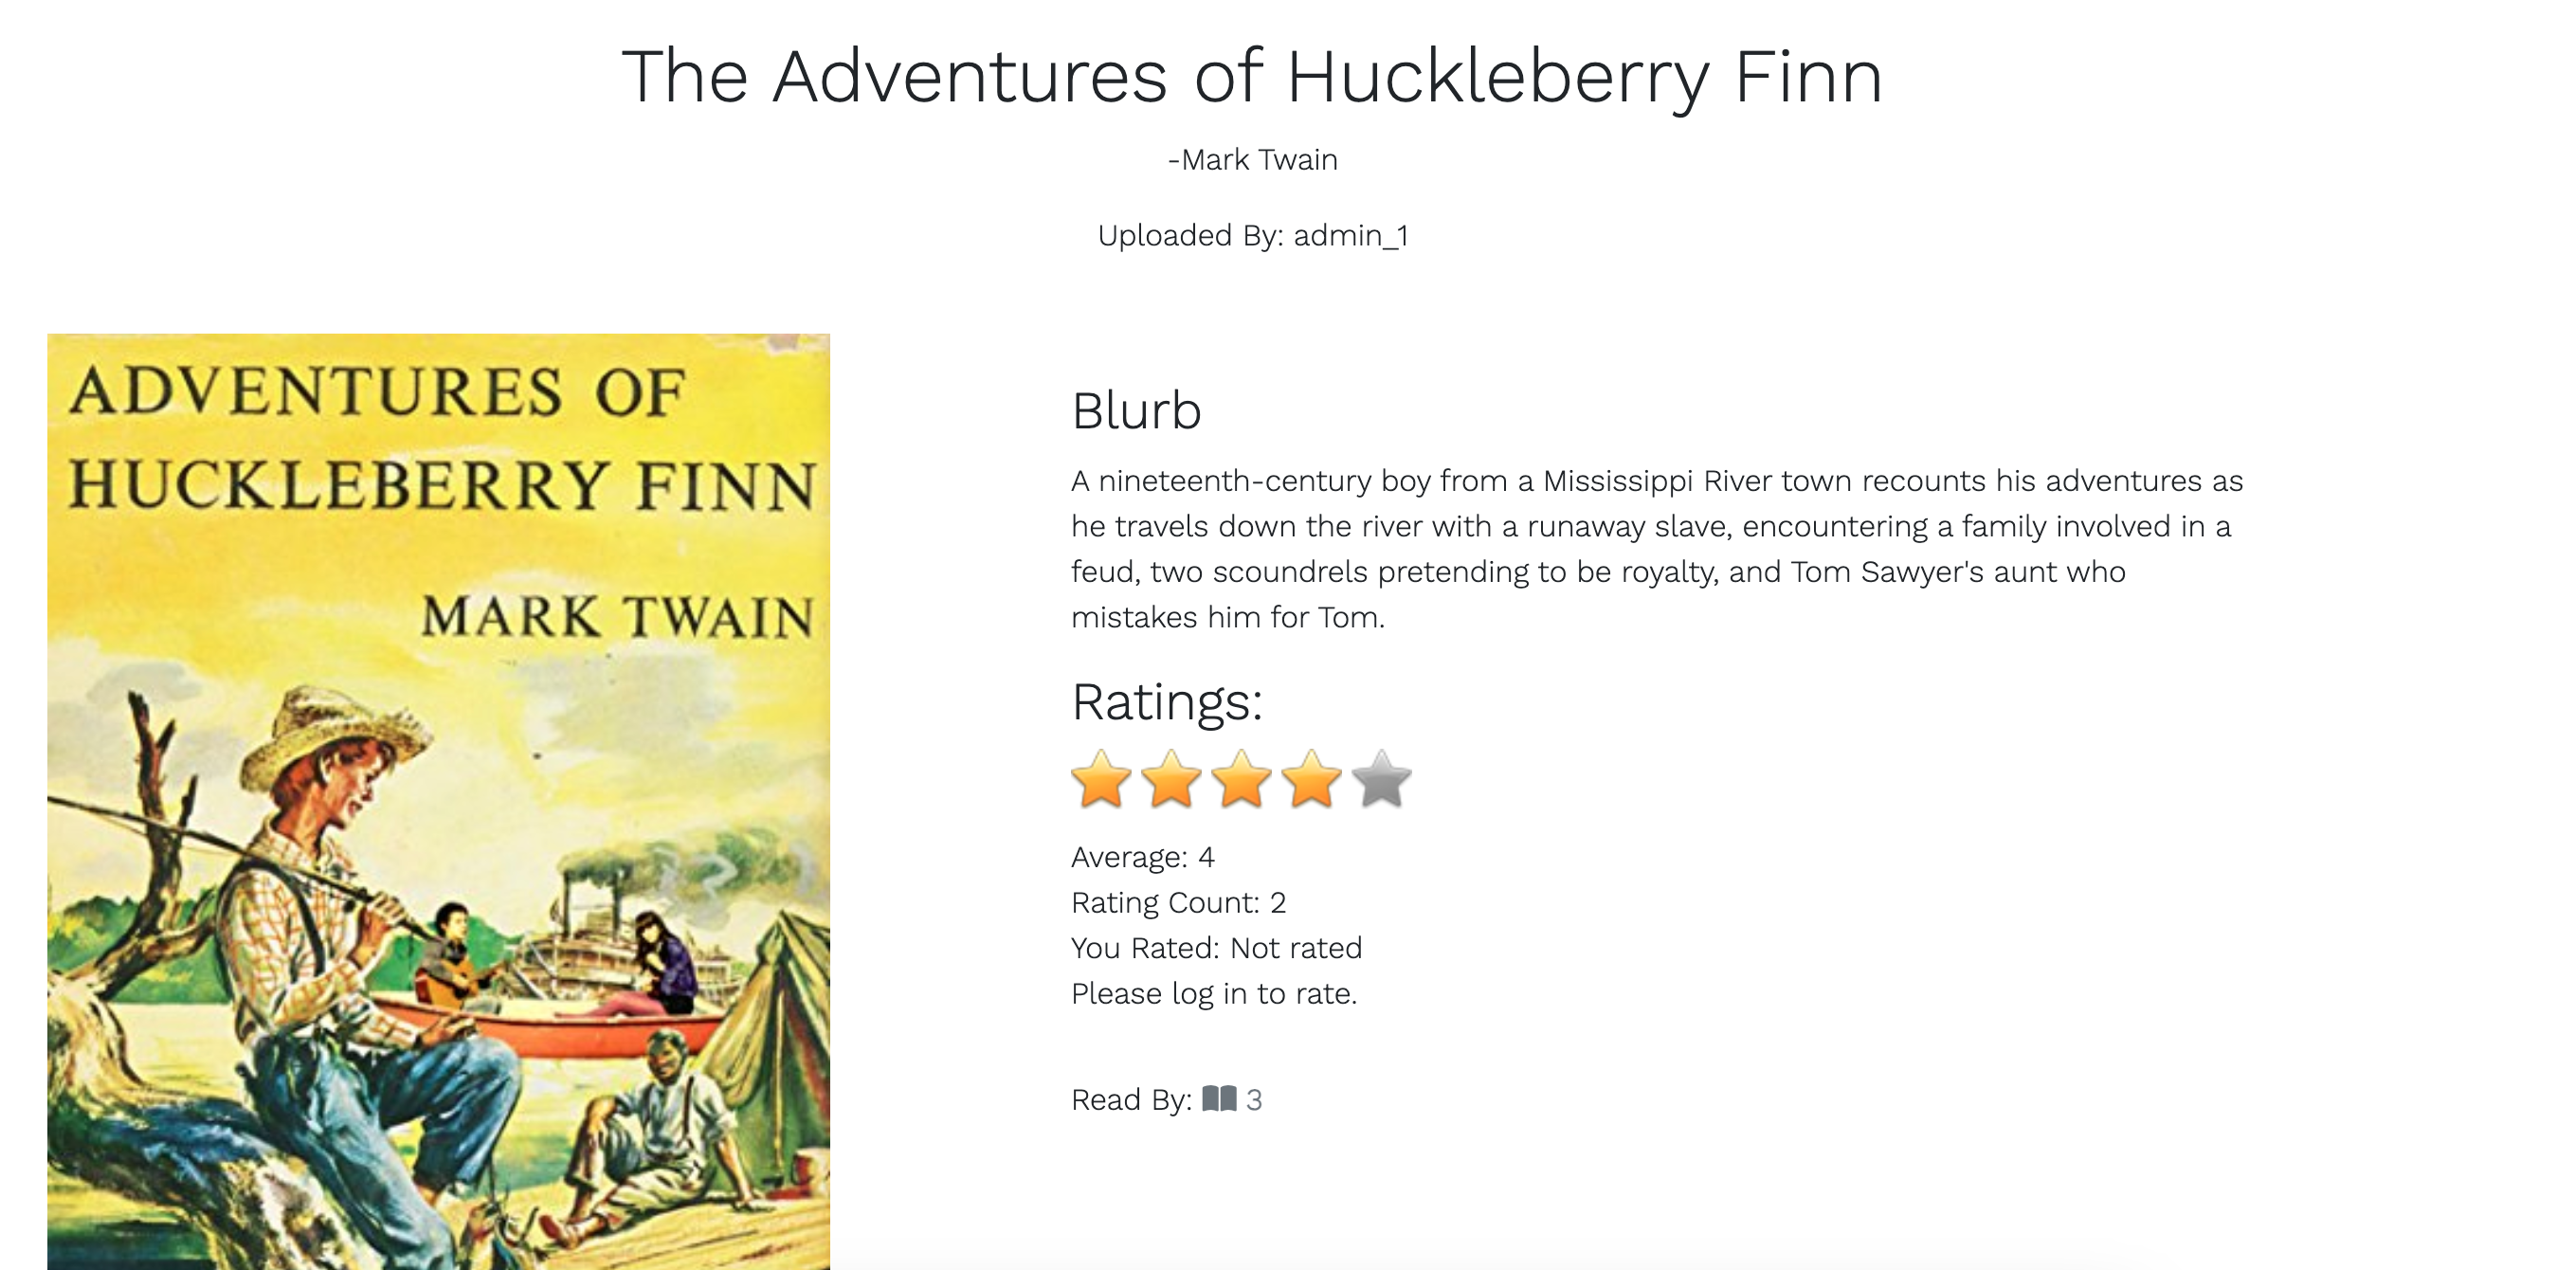 The Adventures of Huckleberry Finn
-Mark Twain
Uploaded By: admin_1
ADVENTURES OF
HUCKLEBERRY FINN
MARK TWAIN
Blurb
A nineteenth-century boy from a Mississippi River town recounts his adventures as
he travels down the river with a runaway slave, encountering a family involved in a
feud, two scoundrels pretending to be royalty, and Tom Sawyer's aunt who
mistakes him for Tom.
Ratings:
Average: 4
Rating Count: 2
You Rated: Not rated
Please log in to rate.
Read By: 3